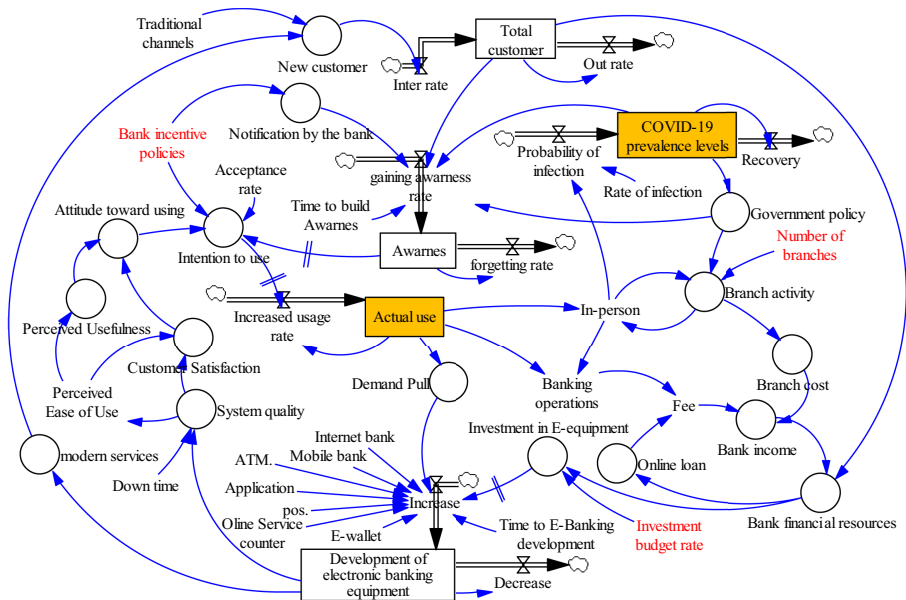 Traditional
channels
New customer
Inter rate
Total
customer
Out rate
Bank incentive
policies
Notification by the bank
Acceptance
rate
gaining awarness
rate
Probability of
infection
COVID-19
prevalence levels
Recovery
Rate of infection
Time to build
Awarnes
Attitude toward using
Intention to use
Awarnes
forgetting rate
Government policy
Number of
branches
Branch activity
Increased usage
rate
Actual use
In-person
Perceived Usefulness
Customer Satisfaction
Perceived
Ease of Use
System quality
Demand Pull
Banking
operations
Fee
Branch cost
Bank income
modern services
Down time
Internet bank
Mobile bank
ATM.
Application
pos.
Oline Service
counter
E-wallet
Increase
Investment in E-equipment
Online loan
Bank financial resources
Time to E-Banking
development
Investment
budget rate
Development of
electronic banking
equipment
Decrease